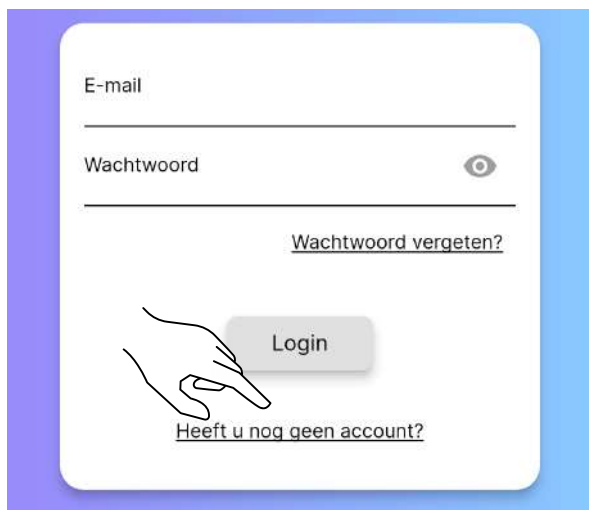 E-mail
Wachtwoord
Wachtwoord vergeten?
Login
Heeft u nog geen account?